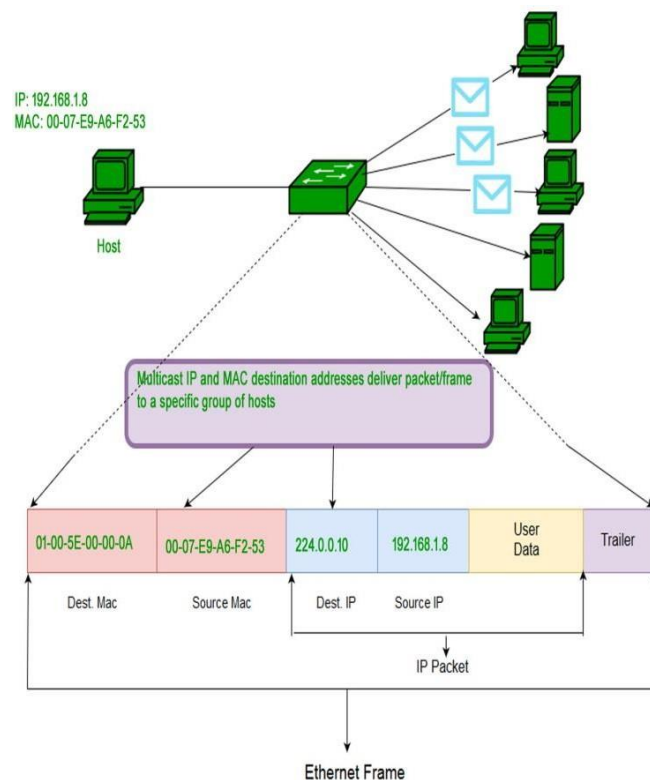 IP: 192.168.1.8
MAC: 00-07-E9-A6-F2-53
Host
Multicast IP and MAC destination addresses deliver packet/frame
to a specific group of hosts
01-00-5E-00-00-0A
00-07-E9-A6-F2-53
224.0.0.10
192.168.1.8
User
Data
Trailer
Dest. Mac
Source Mac
Dest. IP
Source IP
IP Packet
Ethernet Frame